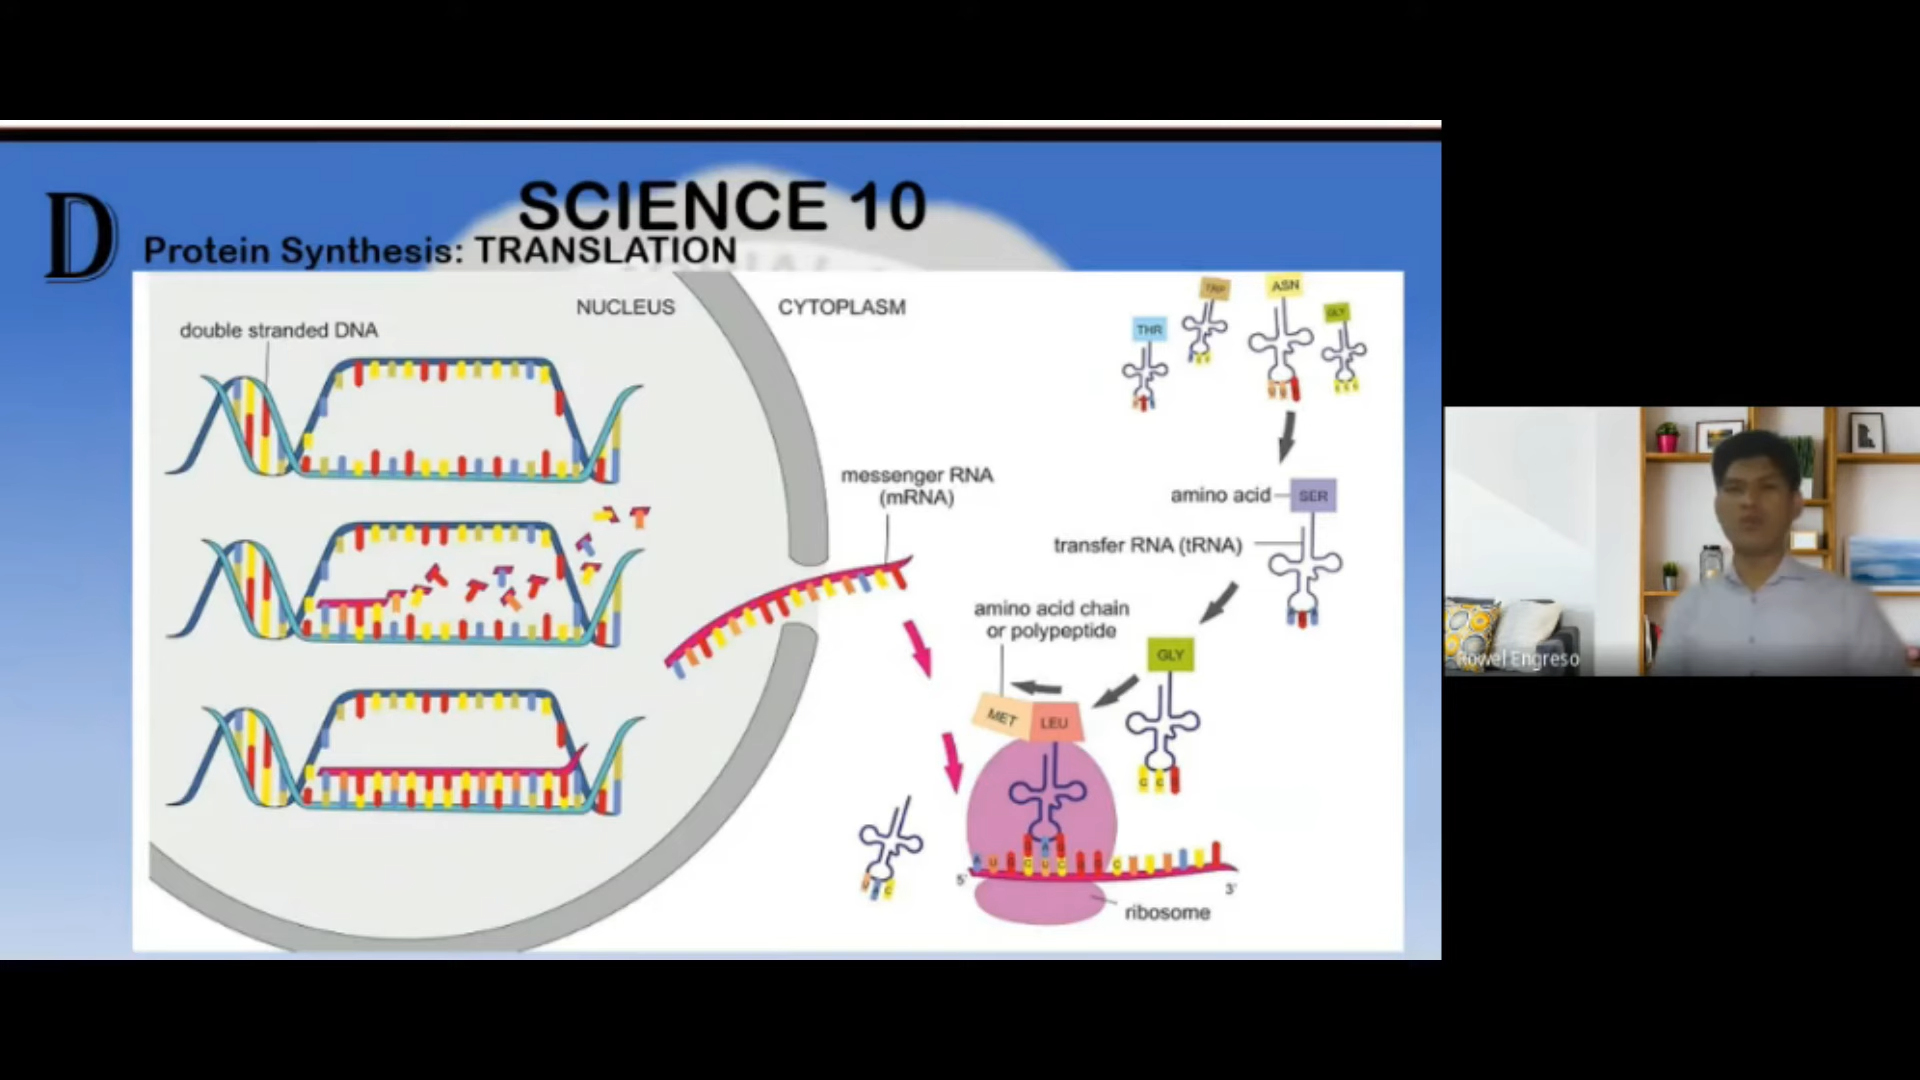 SCIENCE 10
D
Protein Synthesis: TRANSLATION
NUCLEUS
CYTOPLASM
double stranded DNA
TRP
ASN
GLY
THR
messenger RNA
(mRNA)
amino acid
SER
transfer RNA (tRNA)
amino acid chain
or polypeptide
GLY
MET
LEU
5'
3'
ribosome
Rowel Engreso